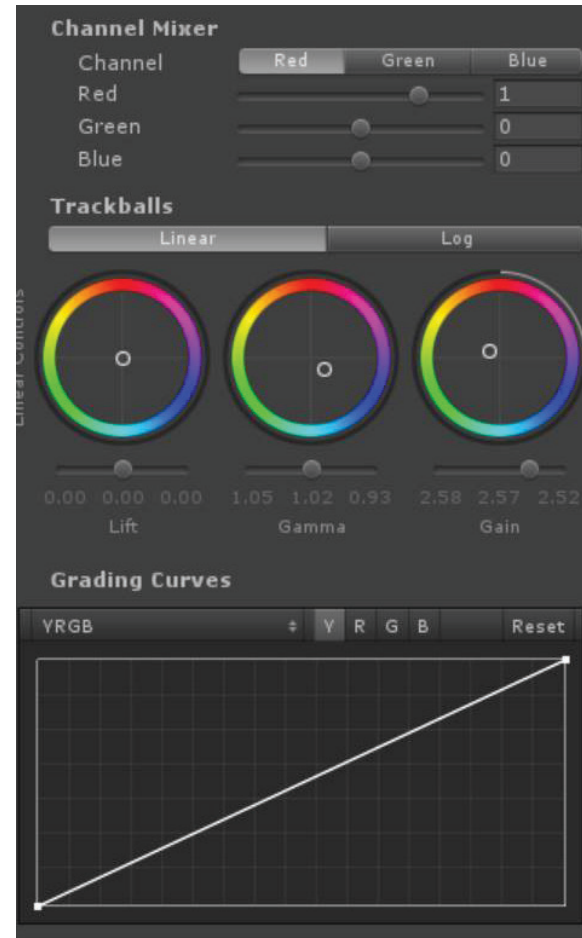 Channel Mixer
Channel Red Green Blue
Red 1
Green 0
Blue 0
Trackballs
Linear Log
Linear Controls
0.00 0.00 0.00 1.05 1.02 0.93 2.58 2.57 2.52
Lift Gamma Gain
Grading Curves
YRGB Y R G B Reset